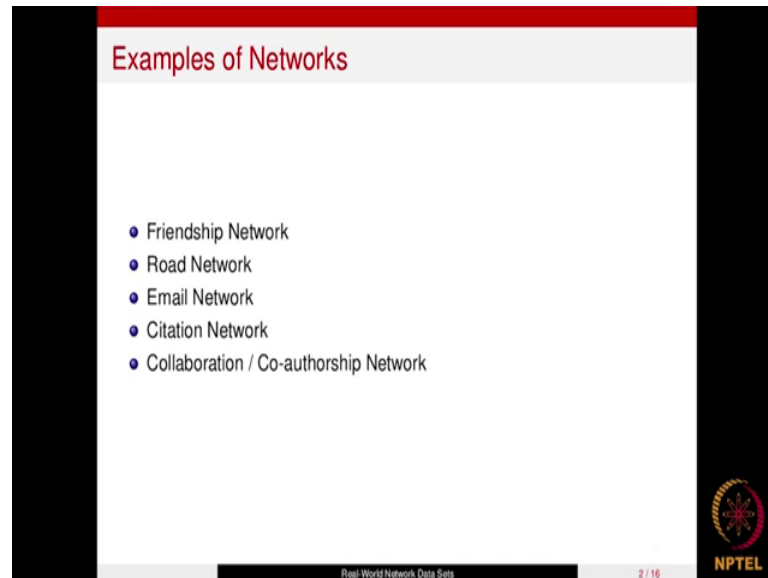 Examples of Networks
Friendship Network
Road Network
Email Network
Citation Network
Collaboration / Co-authorship Network
Real-World Network Data Sets
2 / 16
NPTEL